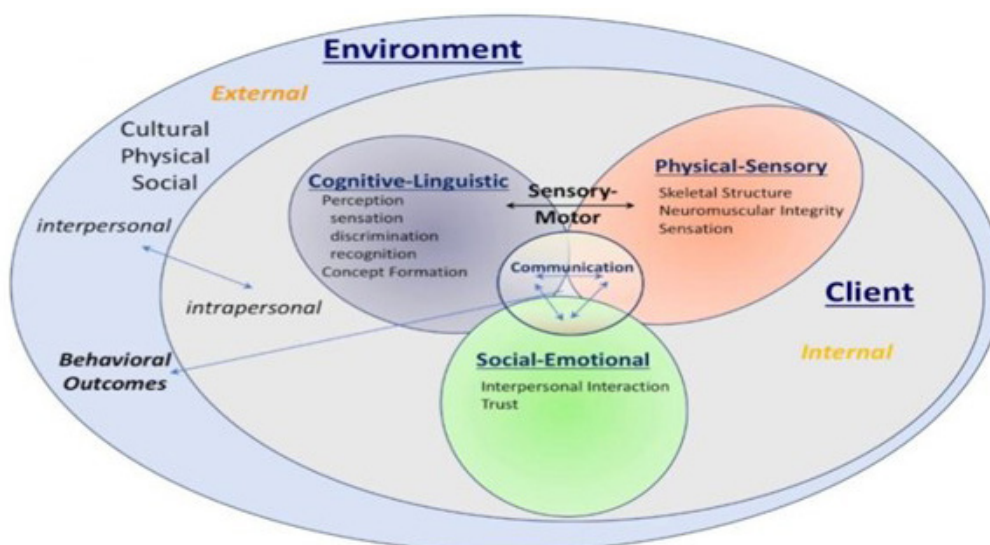 Environment
External
Cultural
Physical
Social
interpersonal
intrapersonal
Behavioral
Outcomes
Cognitive-Linguistic
Perception
sensation
discrimination
recognition
Concept Formation
Sensory-
Motor
Physical-Sensory
Skeletal Structure
Neuromuscular Integrity
Sensation
Communication
Social-Emotional
Interpersonal Interaction
Trust
Client
Internal